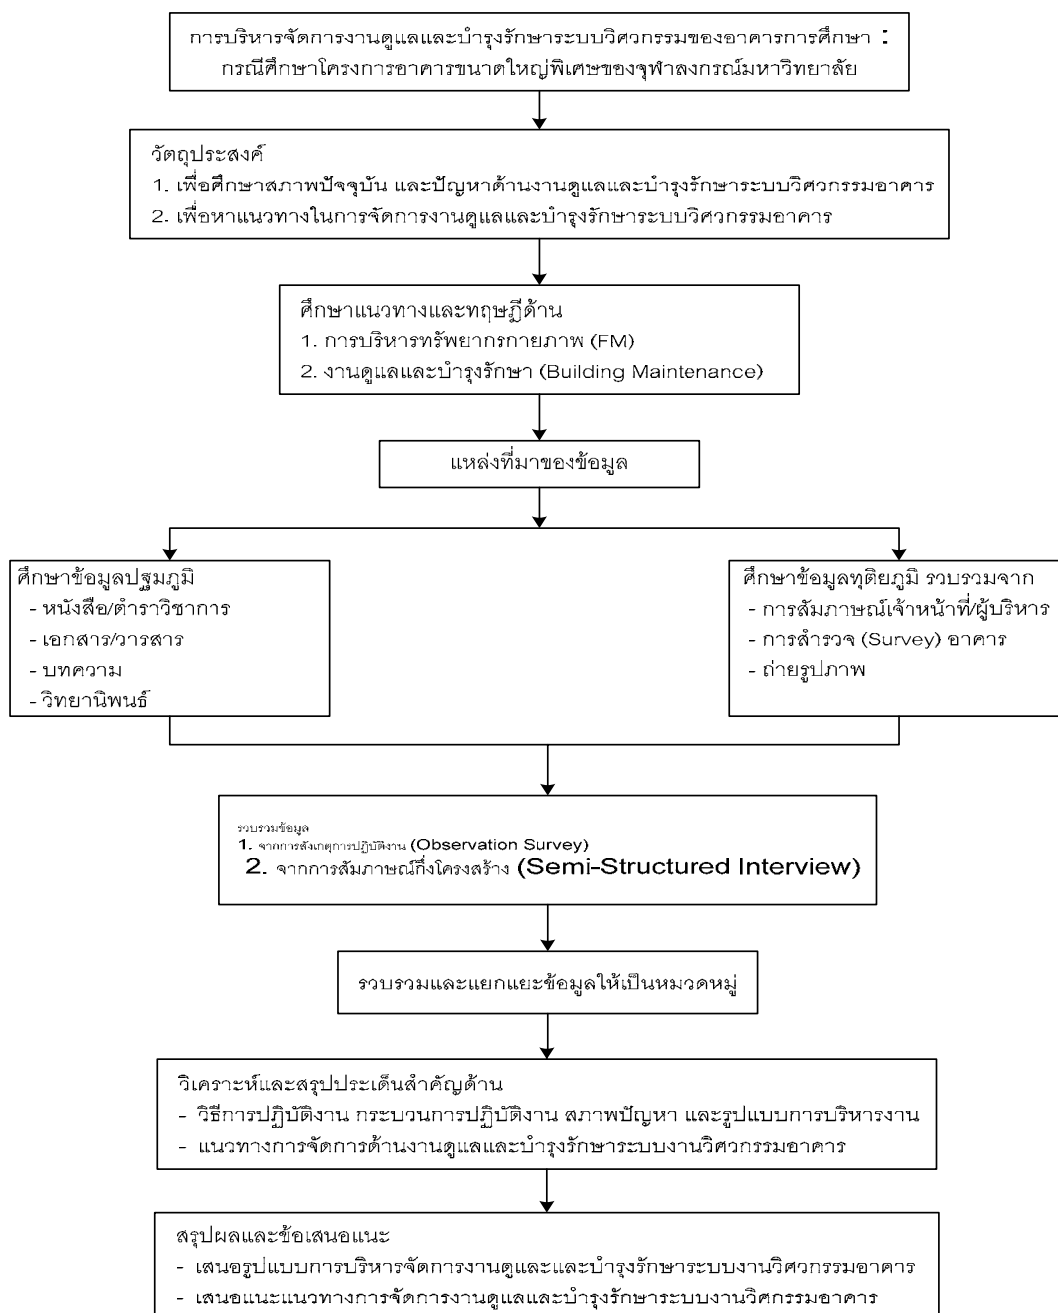 การบริหารจัดการงานดูแลและบำรุงรักษาระบบวิศวกรรมของอาคารการศึกษา :
กรณีศึกษาโครงการอาคารขนาดใหญ่พิเศษของจุฬาลงกรณ์มหาวิทยาลัย
วัตถุประสงค์
1. เพื่อศึกษาสภาพปัจจุบัน และปัญหาด้านงานดูแลและบำรุงรักษาระบบวิศวกรรมอาคาร
2. เพื่อหาแนวทางในการจัดการงานดูแลและบำรุงรักษาระบบวิศวกรรมอาคาร
ศึกษาแนวทางและทฤษฎีด้าน
1. การบริหารทรัพยากรกายภาพ (FM)
2. งานดูแลและบำรุงรักษา (Building Maintenance)
แหล่งที่มาของข้อมูล
ศึกษาข้อมูลปฐมภูมิ
- หนังสือ/ตำราวิชาการ
- เอกสาร/วารสาร
- บทความ
- วิทยานิพนธ์
ศึกษาข้อมูลทุติยภูมิ รวบรวมจาก
- การสัมภาษณ์เจ้าหน้าที่/ผู้บริหาร
- การสำรวจ (Survey) อาคาร
- ถ่ายรูปภาพ
รวบรวมข้อมูล
1. จากการสังเกตุการปฏิบัติงาน (Observation Survey)
2. จากการสัมภาษณ์กึ่งโครงสร้าง (Semi-Structured Interview)
รวบรวมและแยกแยะข้อมูลให้เป็นหมวดหมู่
วิเคราะห์และสรุปประเด็นสำคัญด้าน
- วิธีการปฏิบัติงาน กระบวนการปฏิบัติงาน สภาพปัญหา และรูปแบบการบริหารงาน
- แนวทางการจัดการด้านงานดูแลและบำรุงรักษาระบบงานวิศวกรรมอาคาร
สรุปผลและข้อเสนอแนะ
- เสนอรูปแบบการบริหารจัดการงานดูและและบำรุงรักษาระบบงานวิศวกรรมอาคาร
- เสนอแนะแนวทางการจัดการงานดูแลและบำรุงรักษาระบบงานวิศกรรมอาคาร